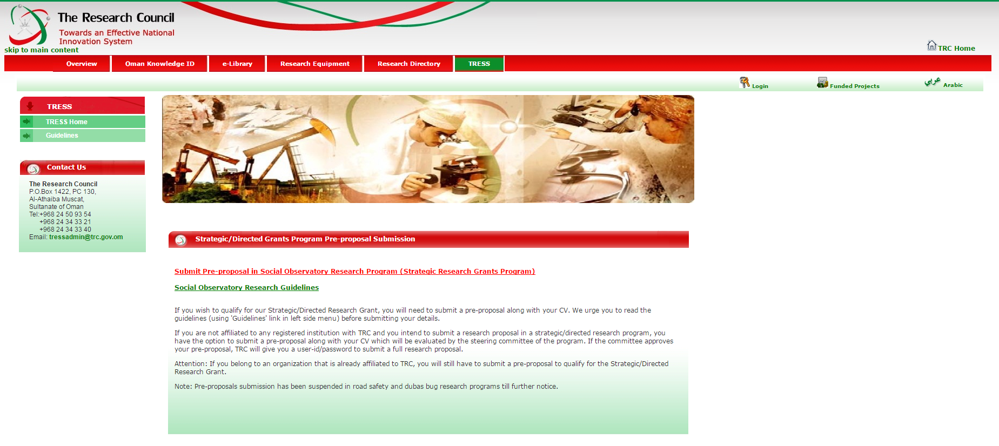 The Research Council
Towards an Effective National
Innovation System
skip to main content
TRC Home
Overview
Oman Knowledge ID
e-Library
Research Equipment
Research Directory
TRESS
Login
Funded Projects
عربي
Arabic
TRESS
TRESS Home
Guidelines
Contact Us
The Research Council
P.O.Box 1422, PC 130,
Al-Athaiba Muscat,
Sultanate of Oman
Tel:+968 24 50 93 54
+968 24 34 33 21
+968 24 34 33 40
Email: tressadmin@trc.gov.om
Strategic/Directed Grants Program Pre-proposal Submission
Submit Pre-proposal in Social Observatory Research Program (Strategic Research Grants Program)
Social Observatory Research Guidelines
If you wish to qualify for our Strategic/Directed Research Grant, you will need to submit a pre-proposal along with your CV. We urge you to read the
guidelines (using 'Guidelines' link in left side menu) before submitting your details.
If you are not affiliated to any registered institution with TRC and you intend to submit a research proposal in a strategic/directed research program, you
have the option to submit a pre-proposal along with your CV which will be evaluated by the steering committee of the program. If the committee approves
your pre-proposal, TRC will give you a user-id/password to submit a full research proposal.
Attention: If you belong to an organization that is already affiliated to TRC, you will still have to submit a pre-proposal to qualify for the Strategic/Directed
Research Grant.
Note: Pre-proposals submission has been suspended in road safety and dubas bug research programs till further notice.